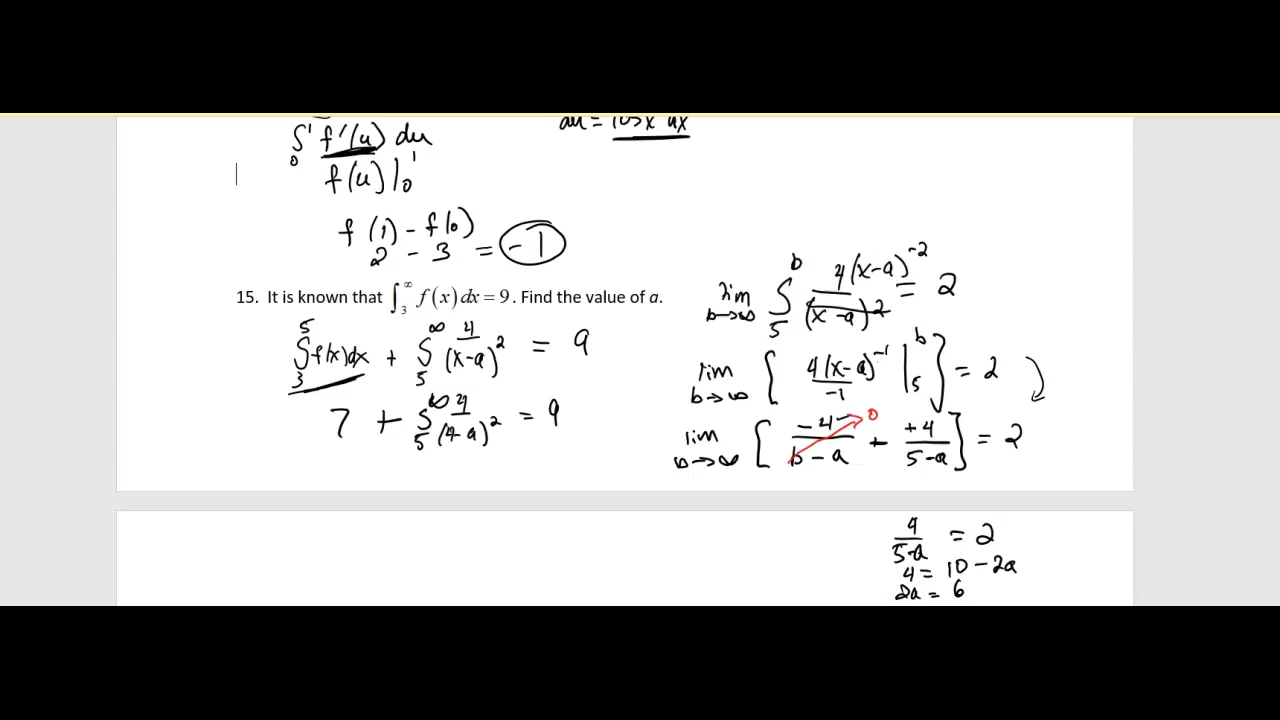 ∫₀¹ f'(u) du
du = cosx dx
f(u)|₀¹
f(1) - f(0)
2 - 3 = -1
15. It is known that ∫₃^∞ f(x)dx = 9. Find the value of a.
∫₃⁵ f(x)dx + ∫₅^∞ 4/(x-a)² = 9
7 + ∫₅^∞ 4/(4-a)² = 9
lim b→∞ ∫₅^b 4(x-a)⁻²/(x-a)² = 2
lim b→∞ [ 4(x-a)⁻¹/-1 |₅^b ] = 2
lim b→∞ [ -4/(b-a) → 0 + +4/(5-a) ] = 2
4/(5-a) = 2
4 = 10 - 2a
2a = 6